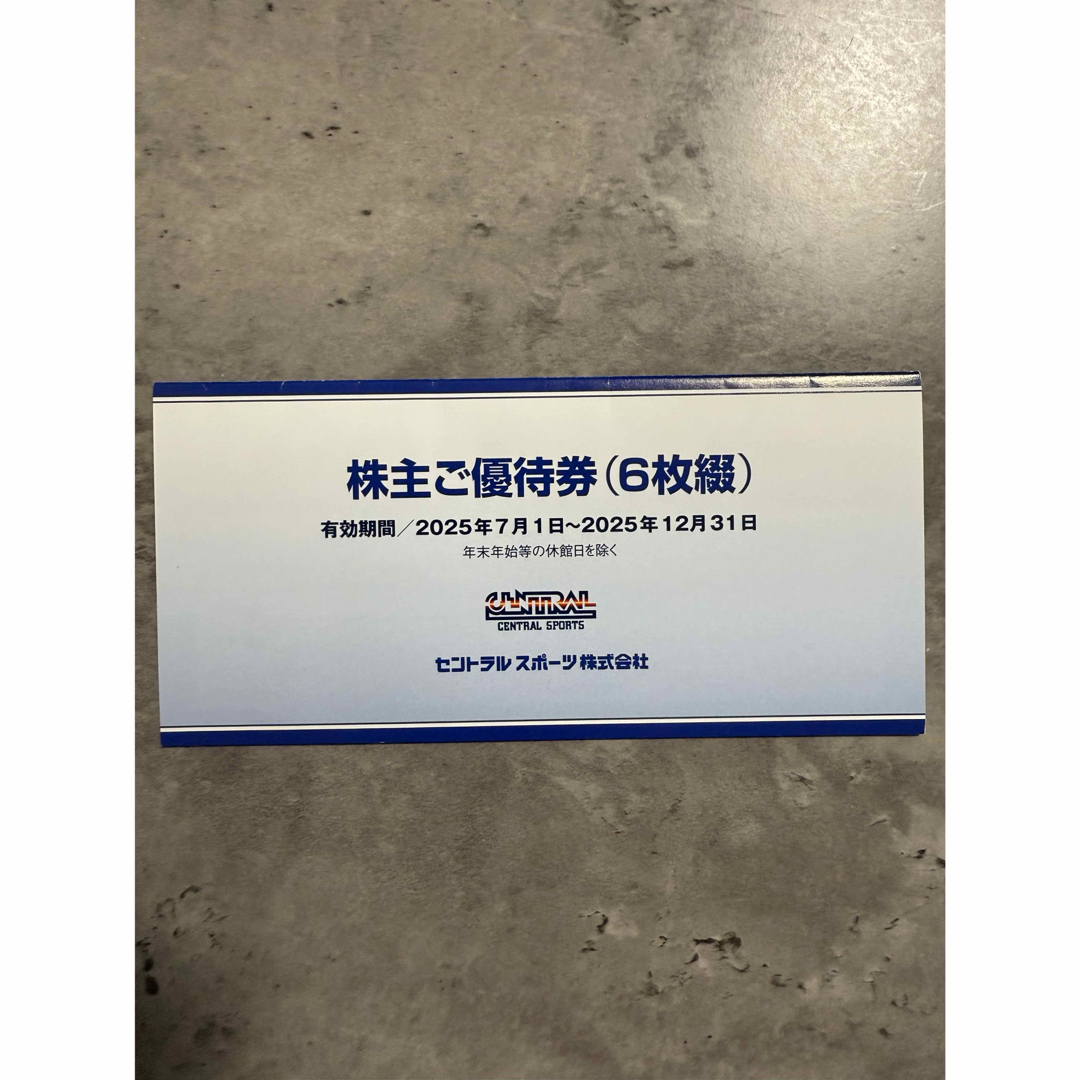 株主ご優待券（6枚綴）
有効期間／2025年7月1日〜2025年12月31日
年末年始等の休館日を除く
CENTRAL
CENTRAL SPORTS
セントラルスポーツ株式会社